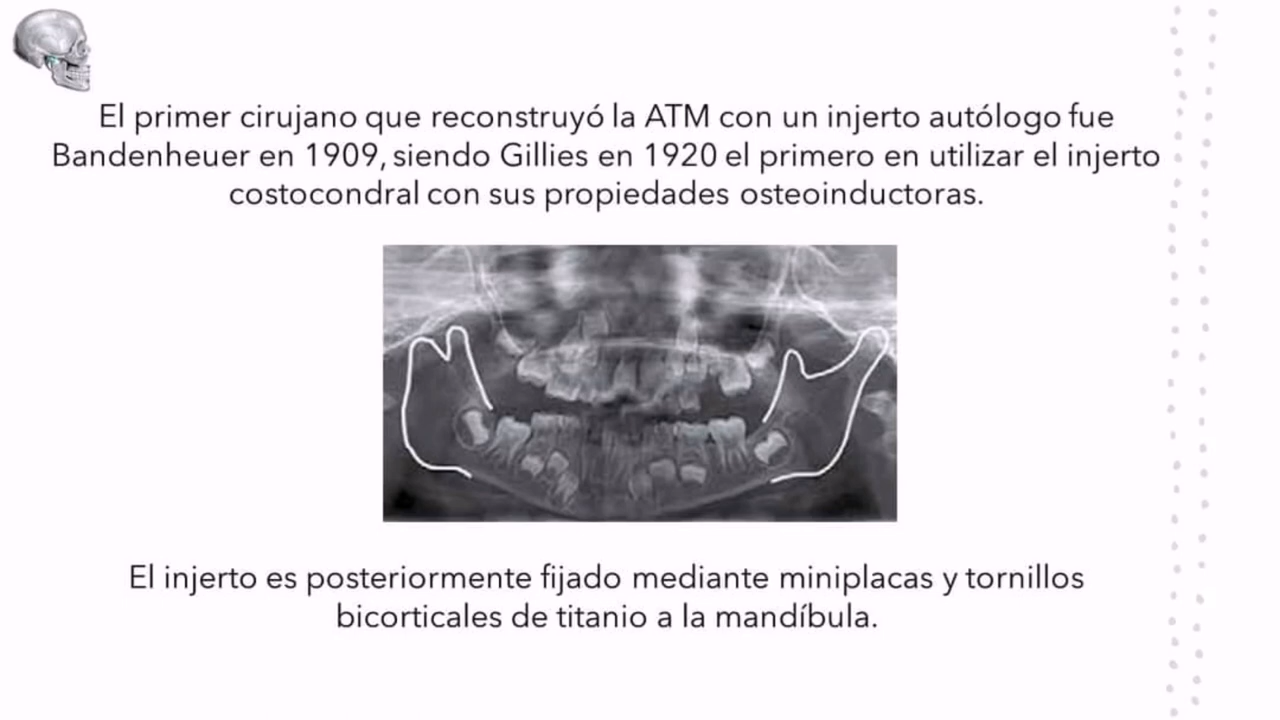 El primer cirujano que reconstruyó la ATM con un injerto autólogo fue
Bandenheuer en 1909, siendo Gillies en 1920 el primero en utilizar el injerto
costocondral con sus propiedades osteoinductoras.
El injerto es posteriormente fijado mediante miniplacas y tornillos
bicorticales de titanio a la mandíbula.